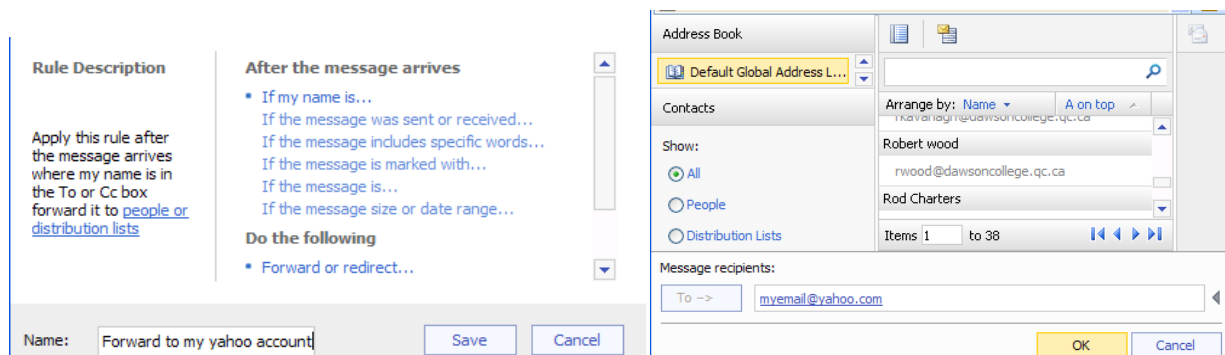 Rule Description
Apply this rule after
the message arrives
where my name is in
the To or Cc box
forward it to people or
distribution lists
After the message arrives
If my name is...
If the message was sent or received...
If the message includes specific words...
If the message is marked with...
If the message is...
If the message size or date range...
Do the following
Forward or redirect...
Name: Forward to my yahoo account Save Cancel
Address Book
Default Global Address L...
Contacts
Show:
All
People
Distribution Lists
Arrange by: Name A on top
rkavanagh@dawsoncollege.qc.ca
Robert wood
rwood@dawsoncollege.qc.ca
Rod Charters
Items 1 to 38
Message recipients:
To -> myemail@yahoo.com
OK Cancel